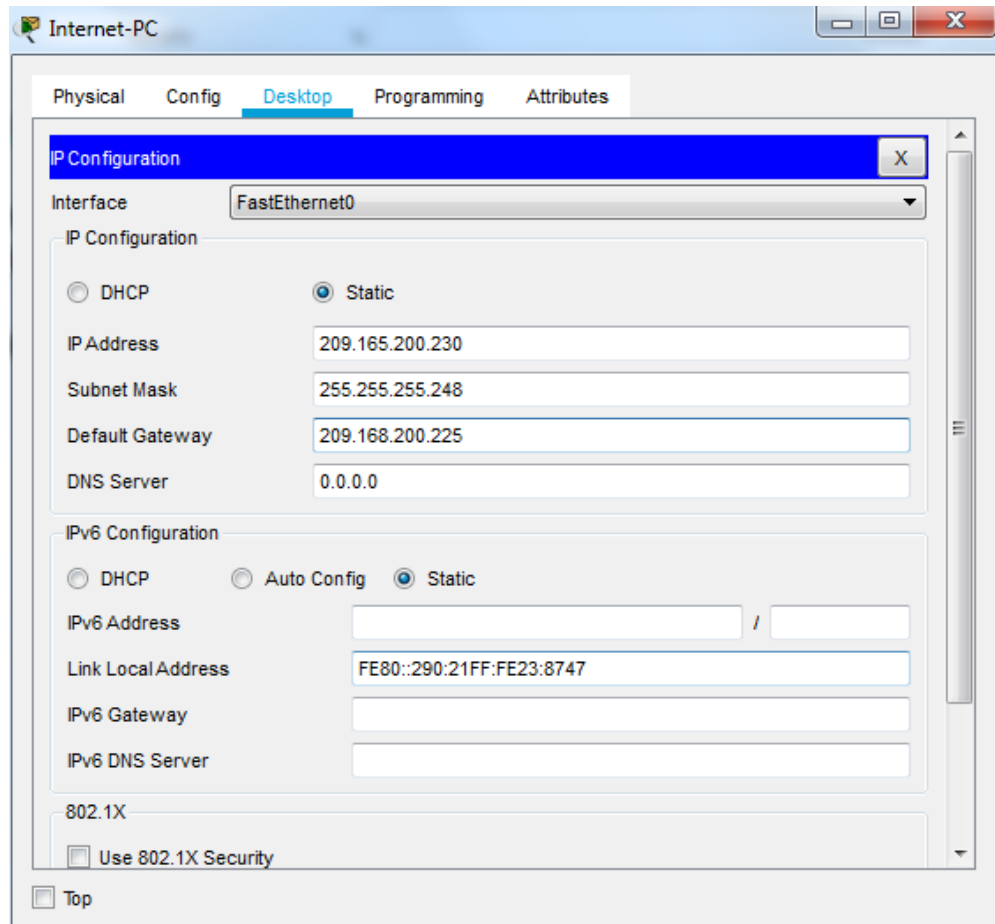 Internet-PC
Physical Config Desktop Programming Attributes
IP Configuration X
Interface FastEthernet0
IP Configuration
DHCP Static
IP Address 209.165.200.230
Subnet Mask 255.255.255.248
Default Gateway 209.168.200.225
DNS Server 0.0.0.0
IPv6 Configuration
DHCP Auto Config Static
IPv6 Address /
Link Local Address FE80::290:21FF:FE23:8747
IPv6 Gateway
IPv6 DNS Server
802.1X
Use 802.1X Security
Top